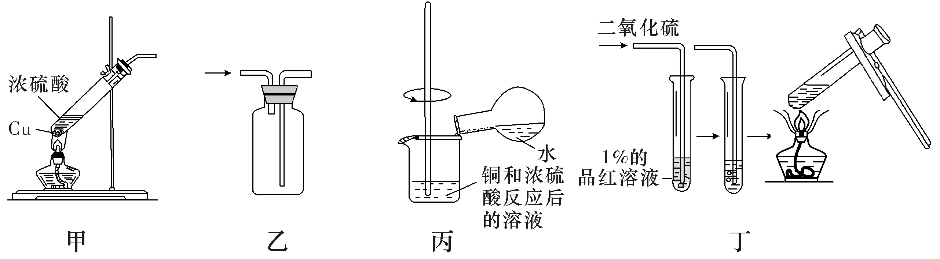 浓硫酸
Cu
甲
乙
水
铜和浓硫
酸反应后
的溶液
丙
二氧化硫
1%的
品红溶液
丁